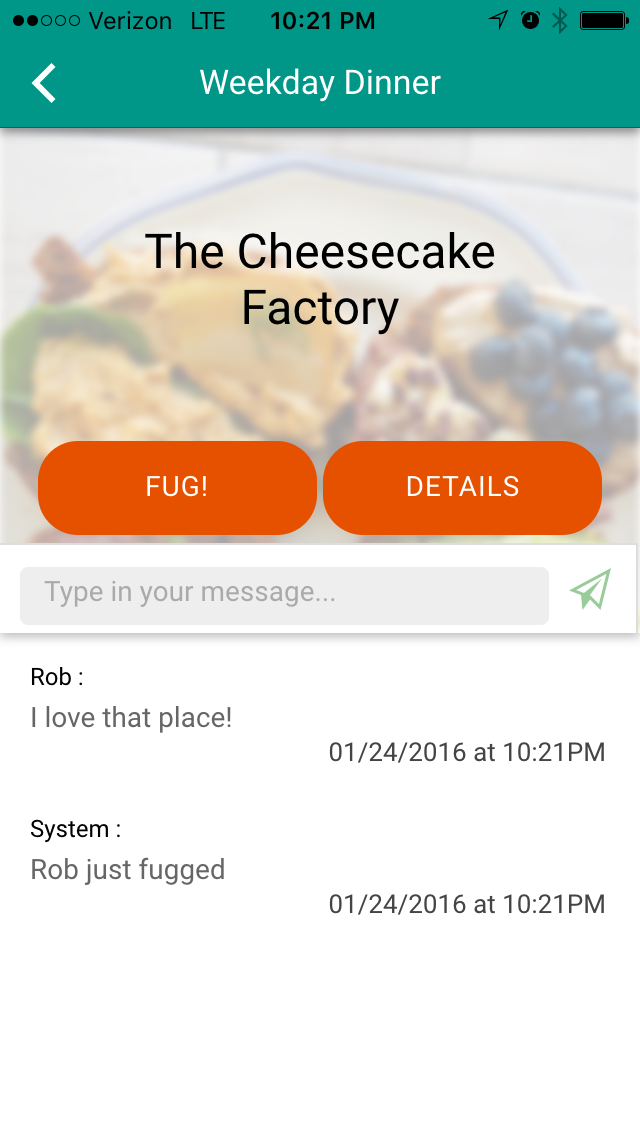 Verizon LTE 10:21 PM
Weekday Dinner
The Cheesecake
Factory
FUG! DETAILS
Type in your message...
Rob :
I love that place!
01/24/2016 at 10:21PM
System :
Rob just fugged
01/24/2016 at 10:21PM